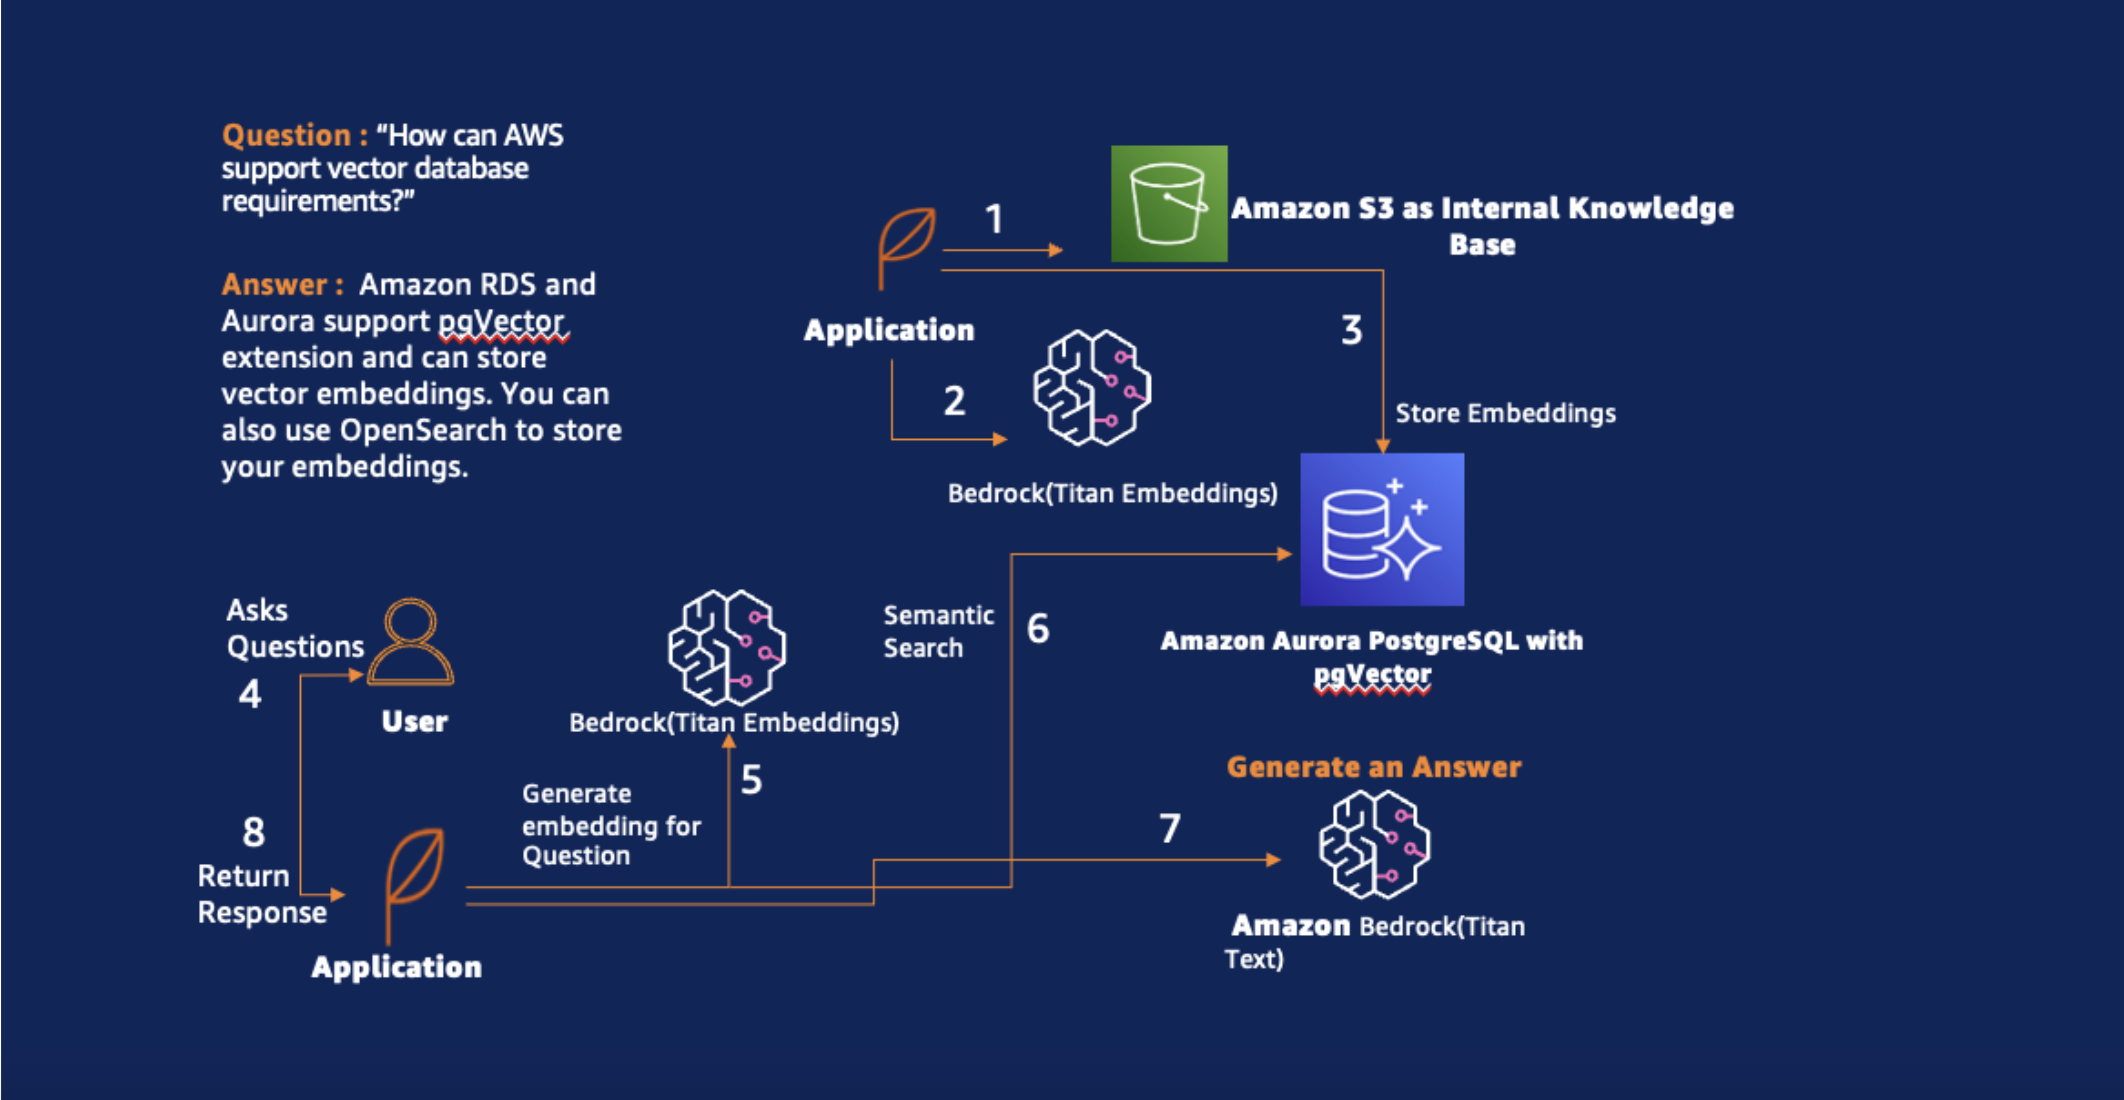 Question : “How can AWS
support vector database
requirements?”
Answer : Amazon RDS and
Aurora support pgVector
extension and can store
vector embeddings. You can
also use OpenSearch to store
your embeddings.
1
Amazon S3 as Internal Knowledge
Base
Application
3
2
Store Embeddings
Bedrock(Titan Embeddings)
Amazon Aurora PostgreSQL with
pgVector
Asks
Questions
4
User
Bedrock(Titan Embeddings)
Semantic
Search
6
5
Generate
embedding for
Question
Generate an Answer
7
8
Return
Response
Application
Amazon Bedrock(Titan
Text)